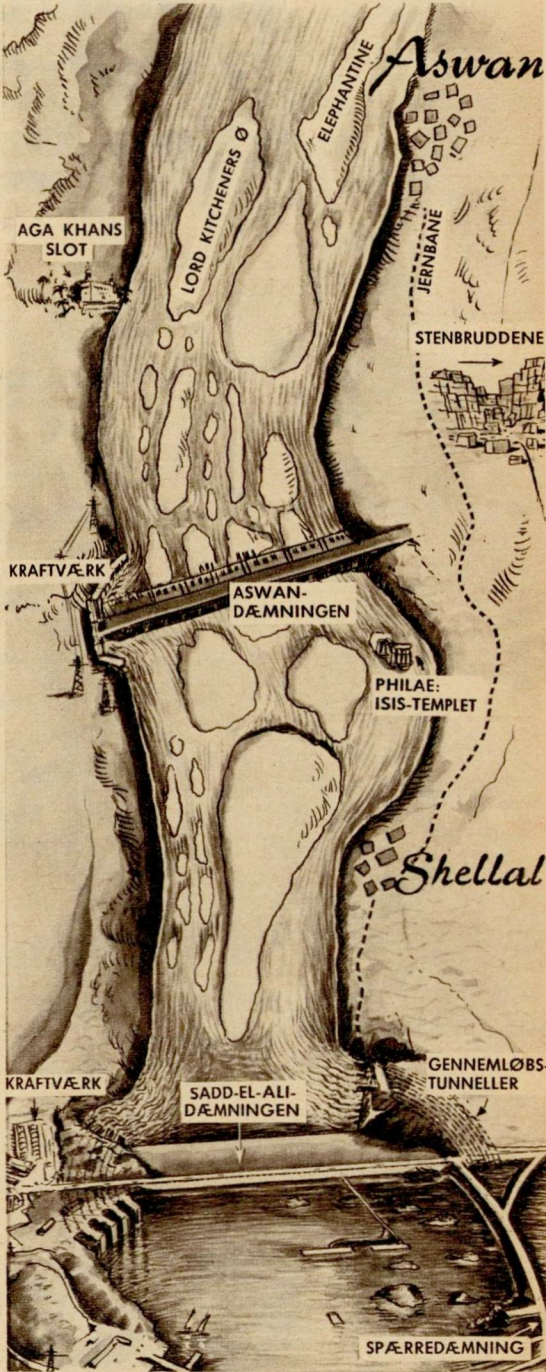 Aswan
ELEPHANTINE
LORD KITCHENERS Ø
AGA KHANS
SLOT
JERNBANE
STENBRUDDENE
KRAFTVÆRK
ASWAN-
DÆMNINGEN
PHILAE:
ISIS-TEMPLET
Shellal
GENNEMLØBS-
TUNNELLER
KRAFTVÆRK
SADD-EL-ALI-
DÆMNINGEN
SPÆRREDÆMNING